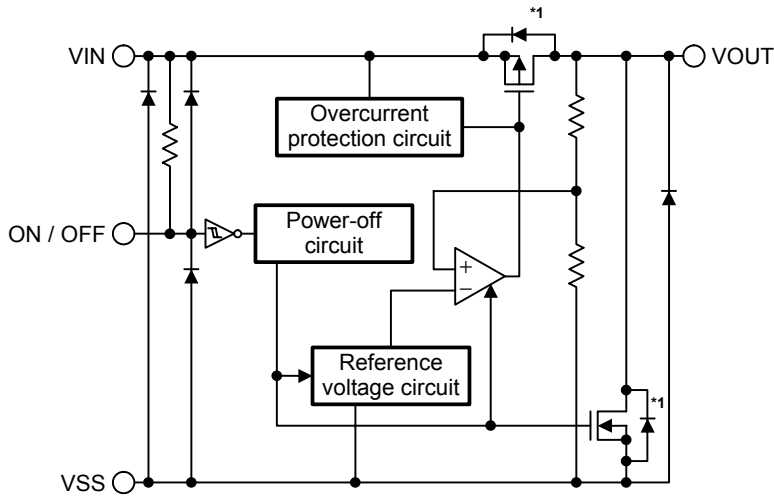 *1
VIN
VOUT
Overcurrent
protection circuit
ON / OFF
Power-off
circuit
+
−
Reference
voltage circuit
*1
VSS